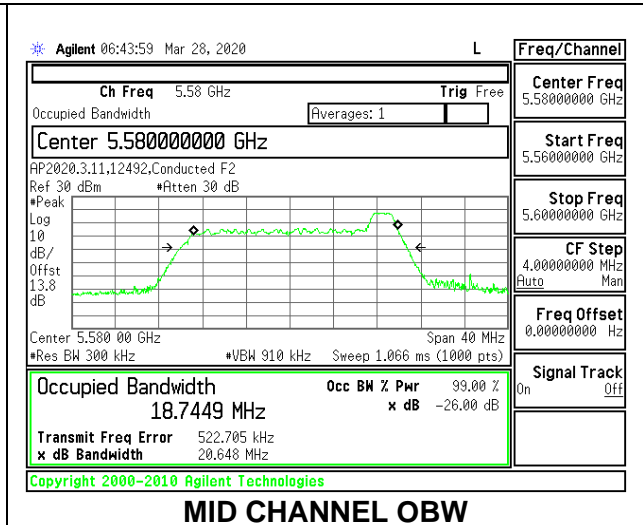 Agilent 06:43:59 Mar 28, 2020 L
Freq/Channel
Ch Freq 5.58 GHz Trig Free
Occupied Bandwidth Averages: 1
Center 5.580000000 GHz
AP2020.3.11,12492,Conducted F2
Ref 30 dBm #Atten 30 dB
#Peak
Log
10
dB/
Offst
13.8
dB
Center 5.580 00 GHz Span 40 MHz
#Res BW 300 kHz #VBW 910 kHz Sweep 1.066 ms (1000 pts)
Occupied Bandwidth Occ BW % Pwr 99.00 %
18.7449 MHz x dB -26.00 dB
Transmit Freq Error 522.705 kHz
x dB Bandwidth 20.648 MHz
Copyright 2000-2010 Agilent Technologies
Center Freq
5.58000000 GHz
Start Freq
5.56000000 GHz
Stop Freq
5.60000000 GHz
CF Step
4.00000000 MHz
Auto Man
Freq Offset
0.00000000 Hz
Signal Track
On Off
MID CHANNEL OBW